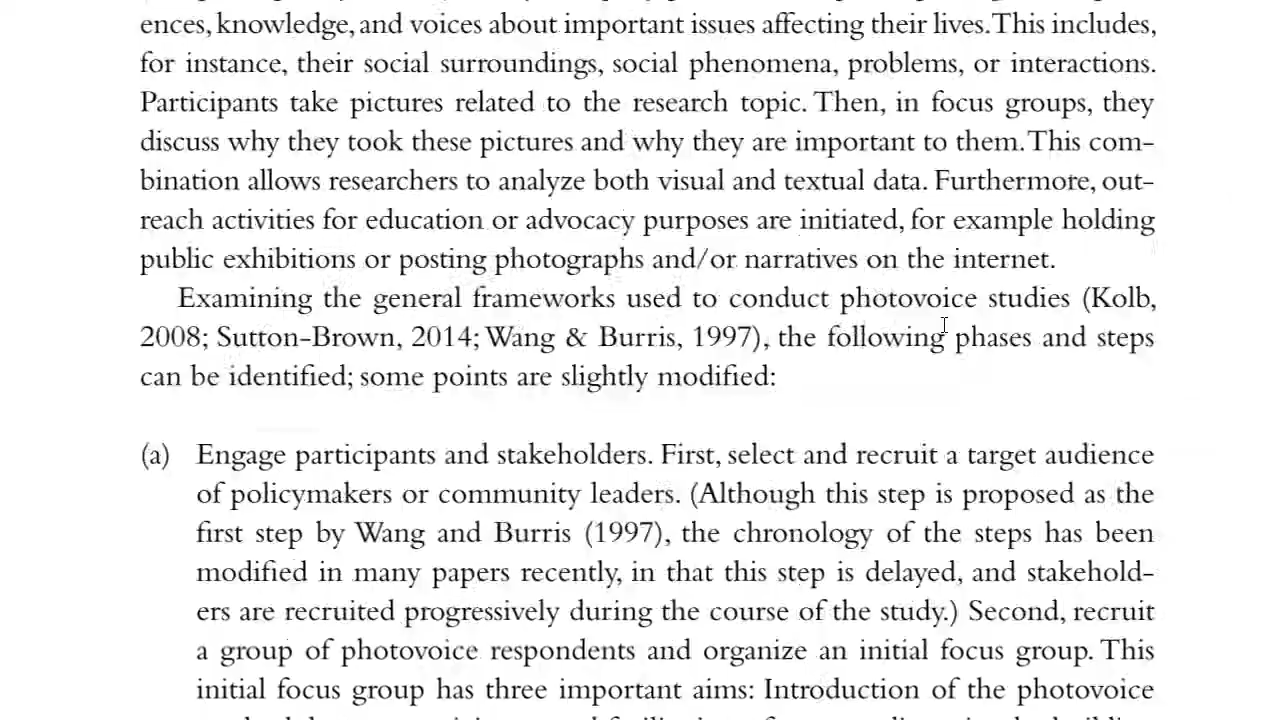 ences, knowledge, and voices about important issues affecting their lives. This includes,
for instance, their social surroundings, social phenomena, problems, or interactions.
Participants take pictures related to the research topic. Then, in focus groups, they
discuss why they took these pictures and why they are important to them. This com-
bination allows researchers to analyze both visual and textual data. Furthermore, out-
reach activities for education or advocacy purposes are initiated, for example holding
public exhibitions or posting photographs and/or narratives on the internet.
Examining the general frameworks used to conduct photovoice studies (Kolb,
2008; Sutton-Brown, 2014; Wang & Burris, 1997), the following phases and steps
can be identified; some points are slightly modified:
(a) Engage participants and stakeholders. First, select and recruit a target audience
of policymakers or community leaders. (Although this step is proposed as the
first step by Wang and Burris (1997), the chronology of the steps has been
modified in many papers recently, in that this step is delayed, and stakehold-
ers are recruited progressively during the course of the study.) Second, recruit
a group of photovoice respondents and organize an initial focus group. This
initial focus group has three important aims: Introduction of the photovoice